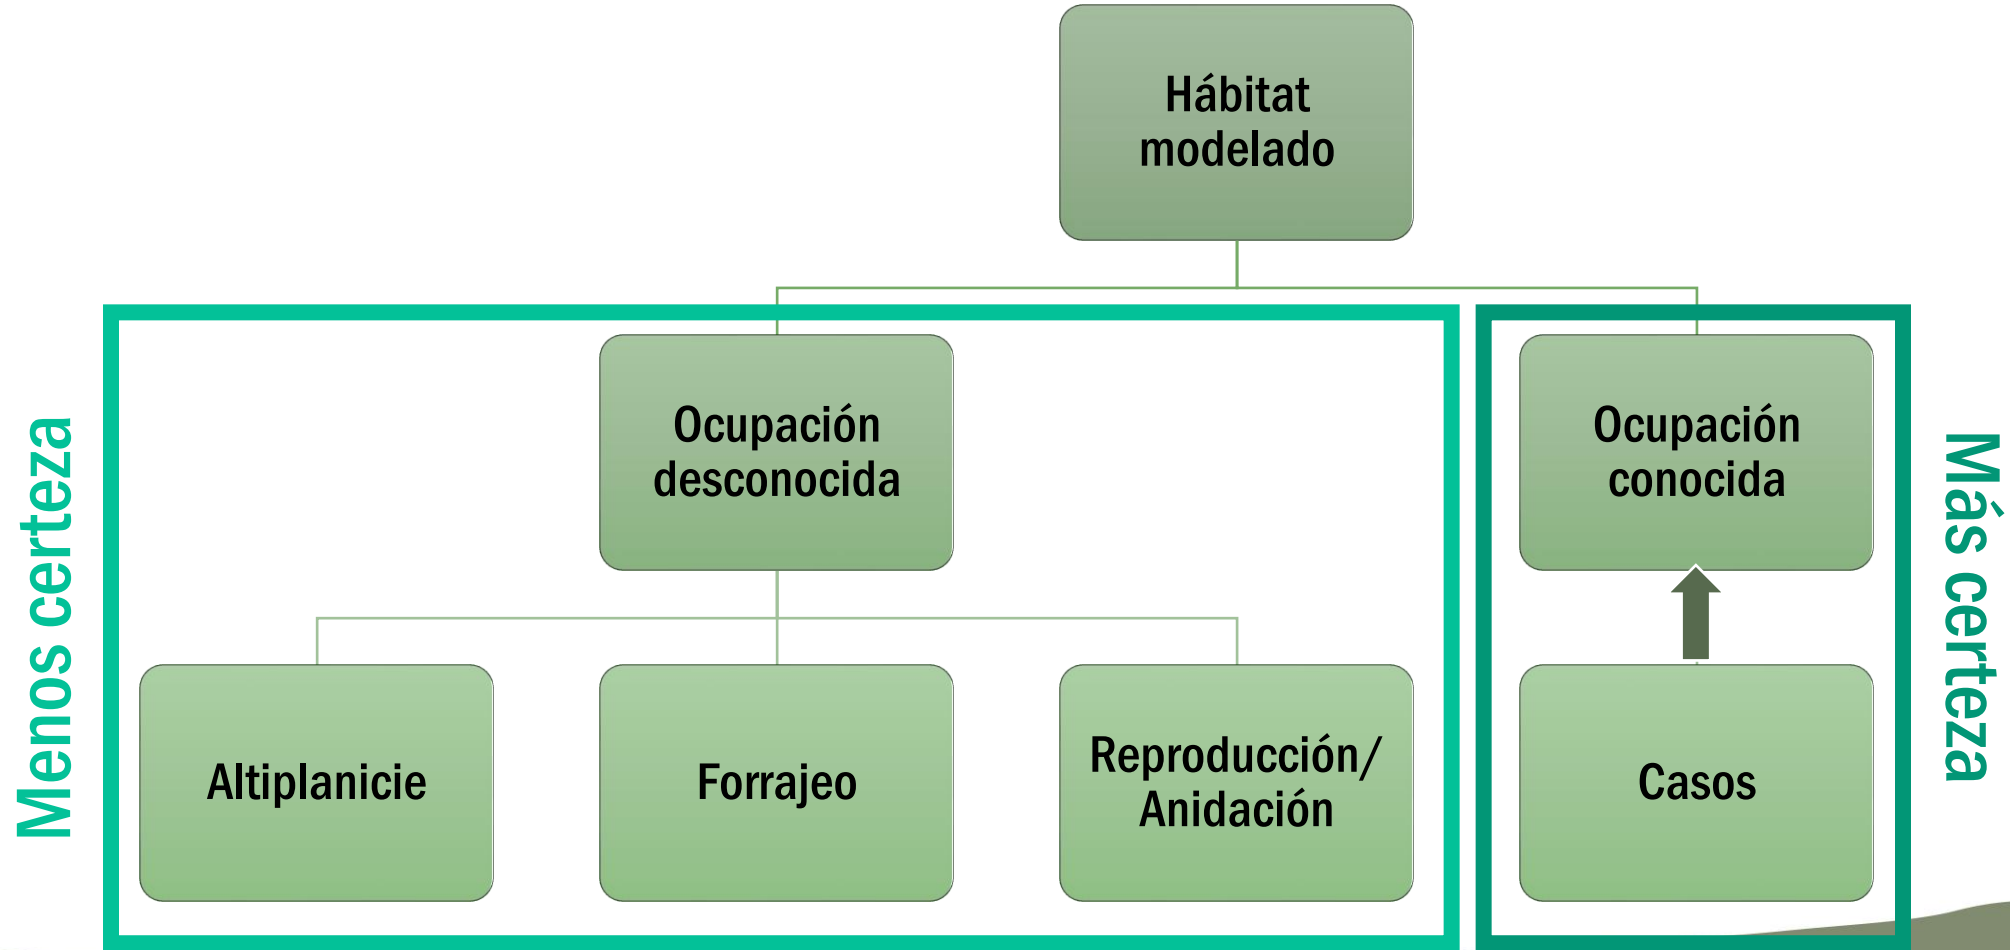 Hábitat
modelado
Menos certeza
Ocupación
desconocida
Ocupación
conocida
Más certeza
Altiplanicie
Forrajeo
Reproducción/
Anidación
Casos